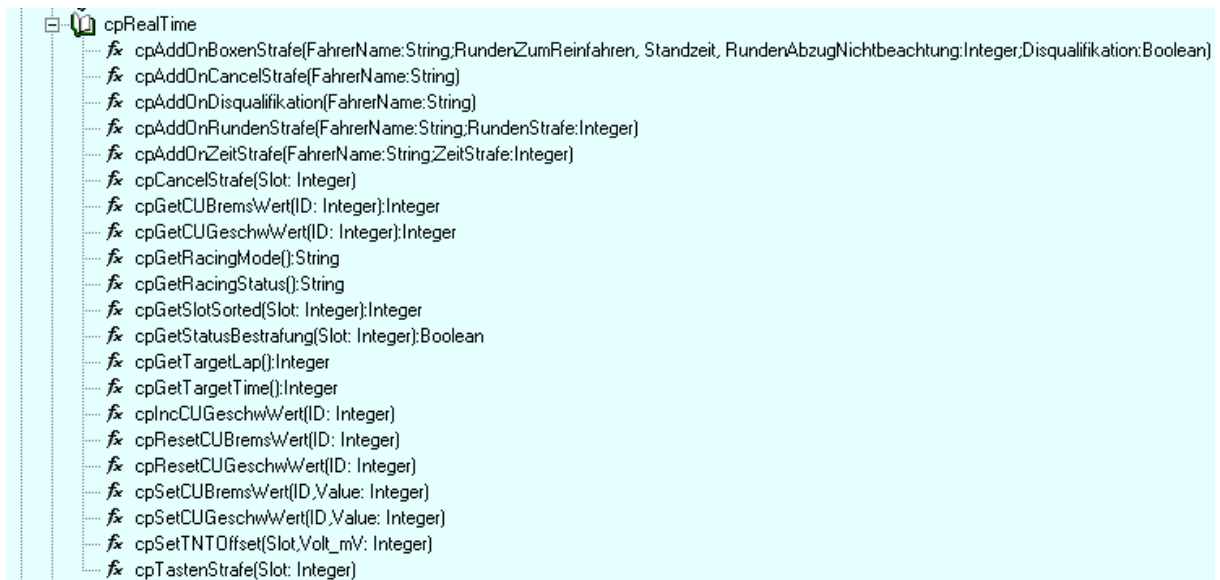 cpRealTime
fx cpAddOnBoxenStrafe(FahrerName:String;RundenZumReinfahren, Standzeit, RundenAbzugNichtbeachtung:Integer;Disqualifikation:Boolean)
fx cpAddOnCancelStrafe(FahrerName:String)
fx cpAddOnDisqualifikation(FahrerName:String)
fx cpAddOnRundenStrafe(FahrerName:String;RundenStrafe:Integer)
fx cpAddOnZeitStrafe(FahrerName:String;ZeitStrafe:Integer)
fx cpCancelStrafe(Slot: Integer)
fx cpGetCUBremsWert(ID: Integer):Integer
fx cpGetCUGeschwWert(ID: Integer):Integer
fx cpGetRacingMode():String
fx cpGetRacingStatus():String
fx cpGetSlotSorted(Slot: Integer):Integer
fx cpGetStatusBestrafung(Slot: Integer):Boolean
fx cpGetTargetLap():Integer
fx cpGetTargetTime():Integer
fx cpIncCUGeschwWert(ID: Integer)
fx cpResetCUBremsWert(ID: Integer)
fx cpResetCUGeschwWert(ID: Integer)
fx cpSetCUBremsWert(ID,Value: Integer)
fx cpSetCUGeschwWert(ID,Value: Integer)
fx cpSetTNTOffset(Slot,Volt_mV: Integer)
fx cpTastenStrafe(Slot: Integer)